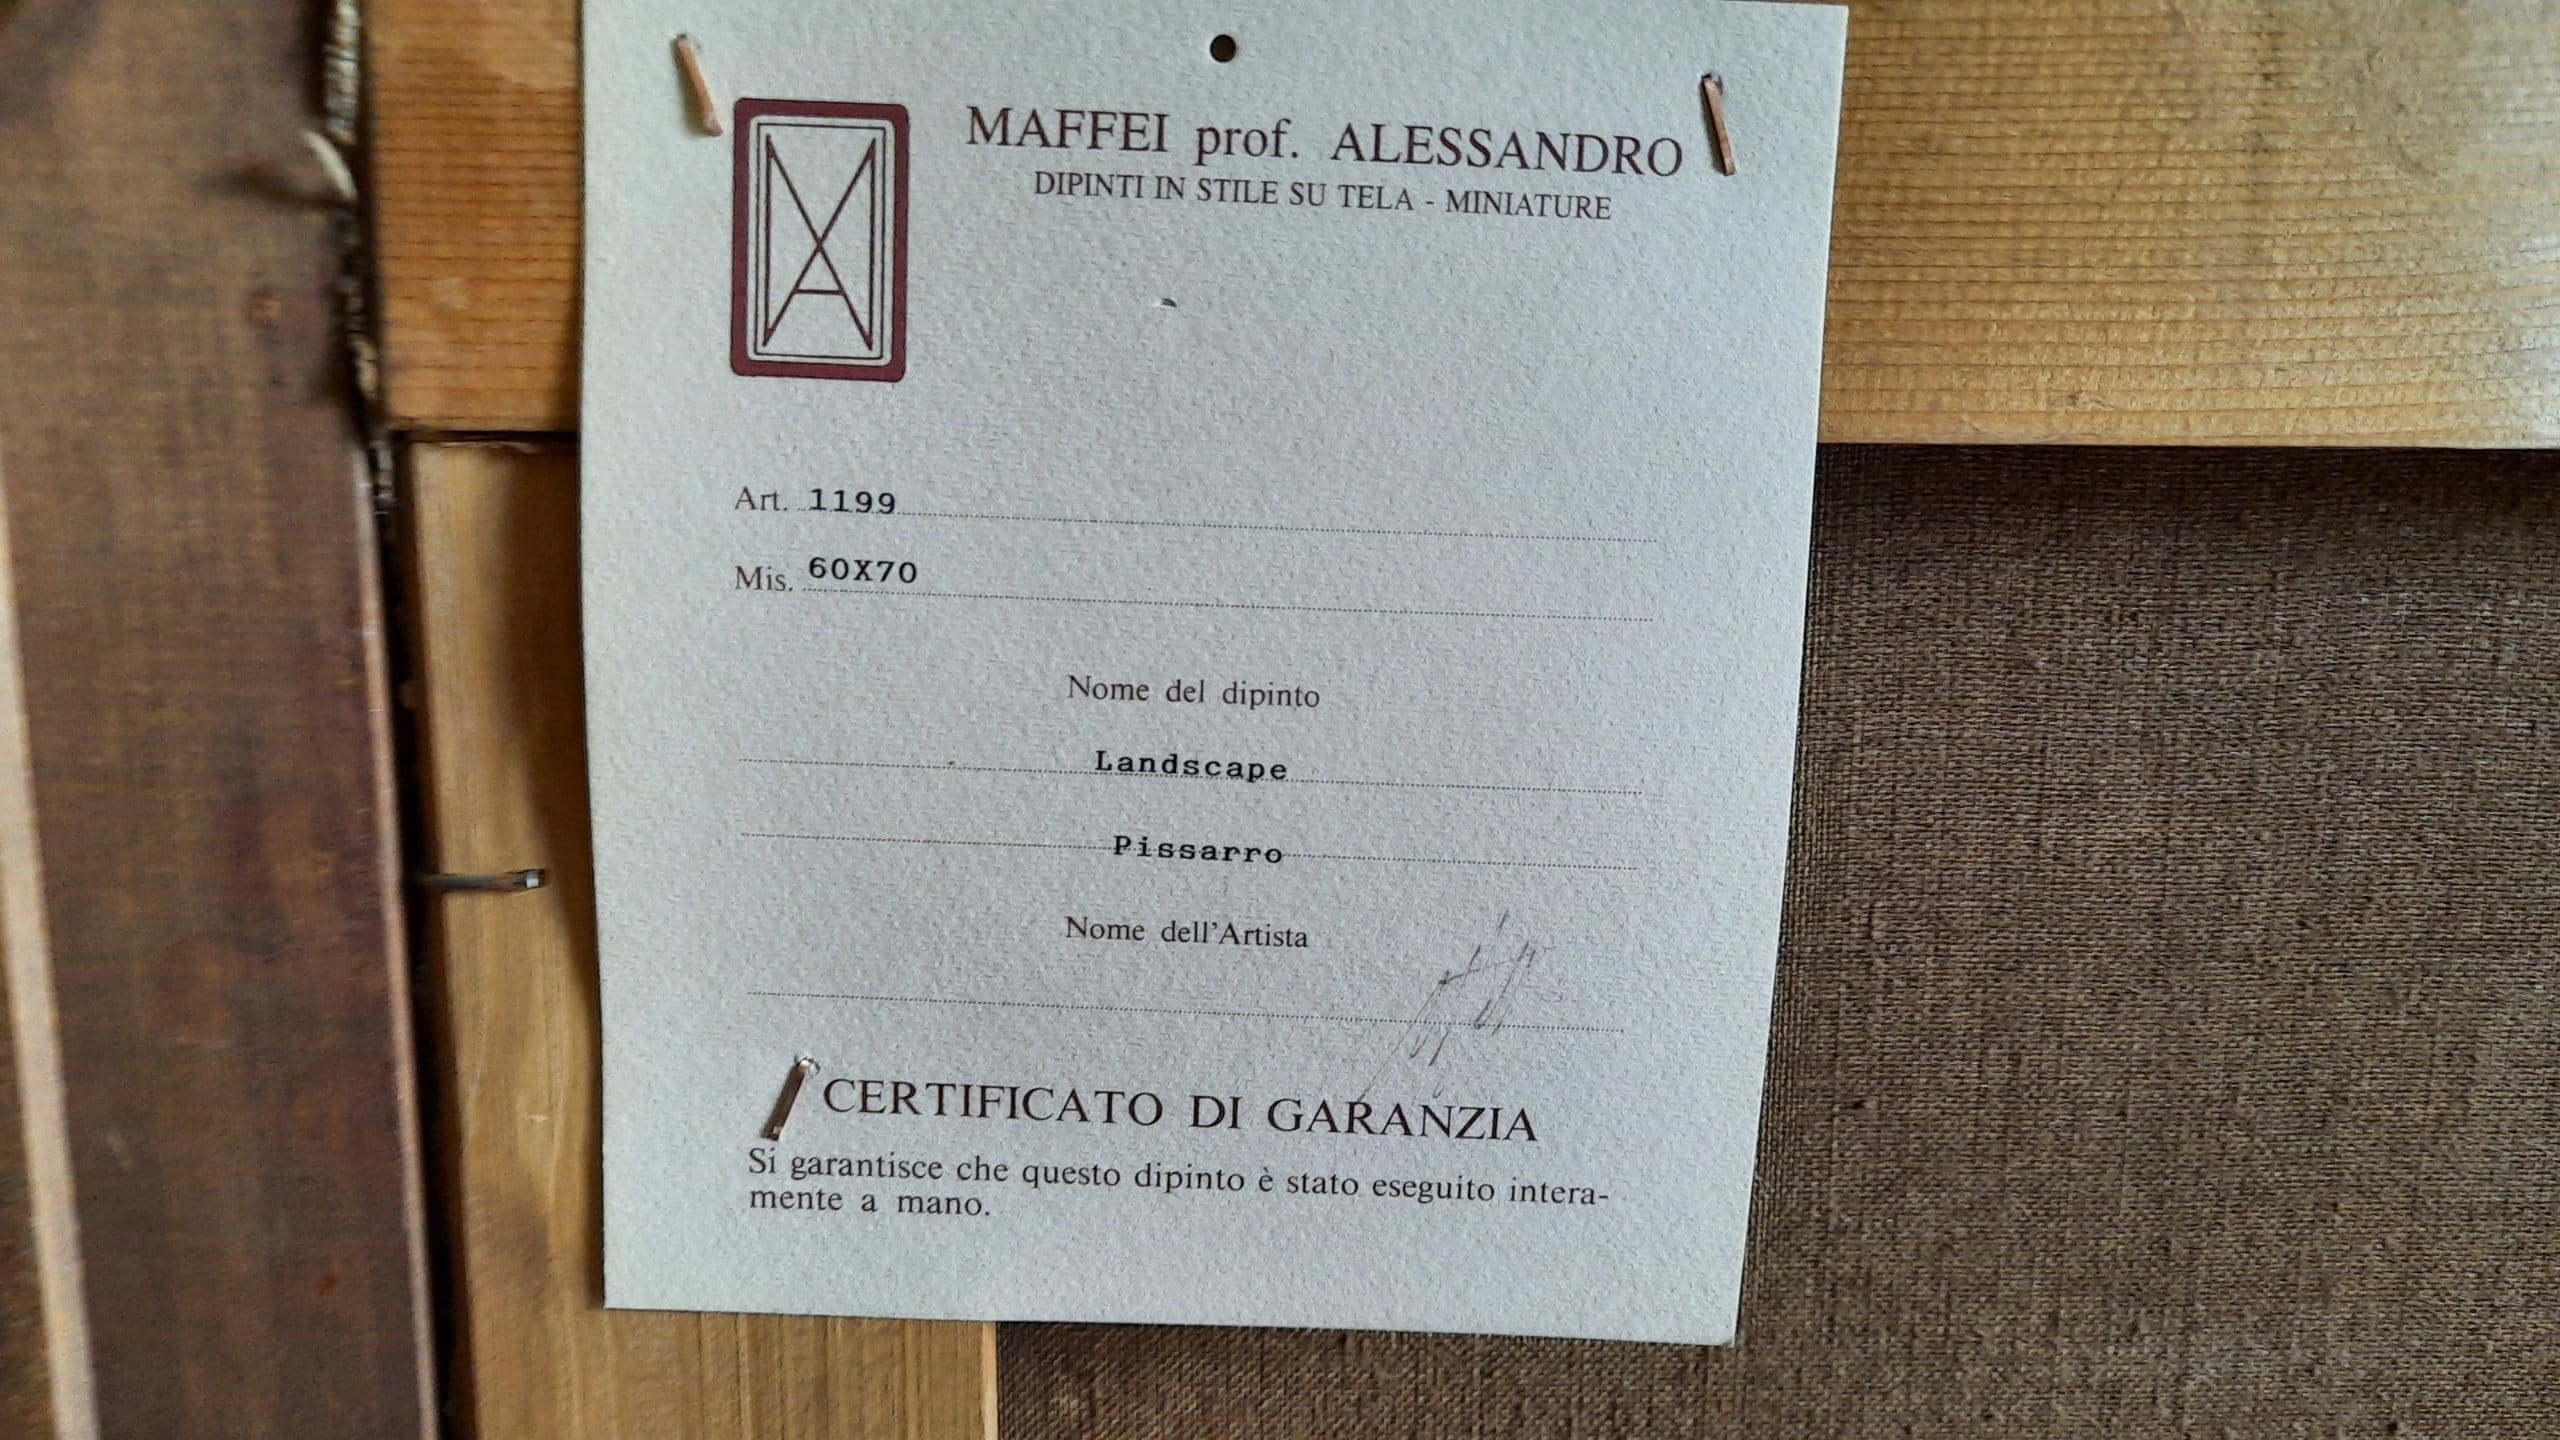 MAFFEI prof. ALESSANDRO
DIPINTI IN STILE SU TELA - MINIATURE
MA
Art. 1199
Mis. 60X70
Nome del dipinto
Landscape
Pissarro
Nome dell'Artista
CERTIFICATO DI GARANZIA
Si garantisce che questo dipinto è stato eseguito intera-
mente a mano.